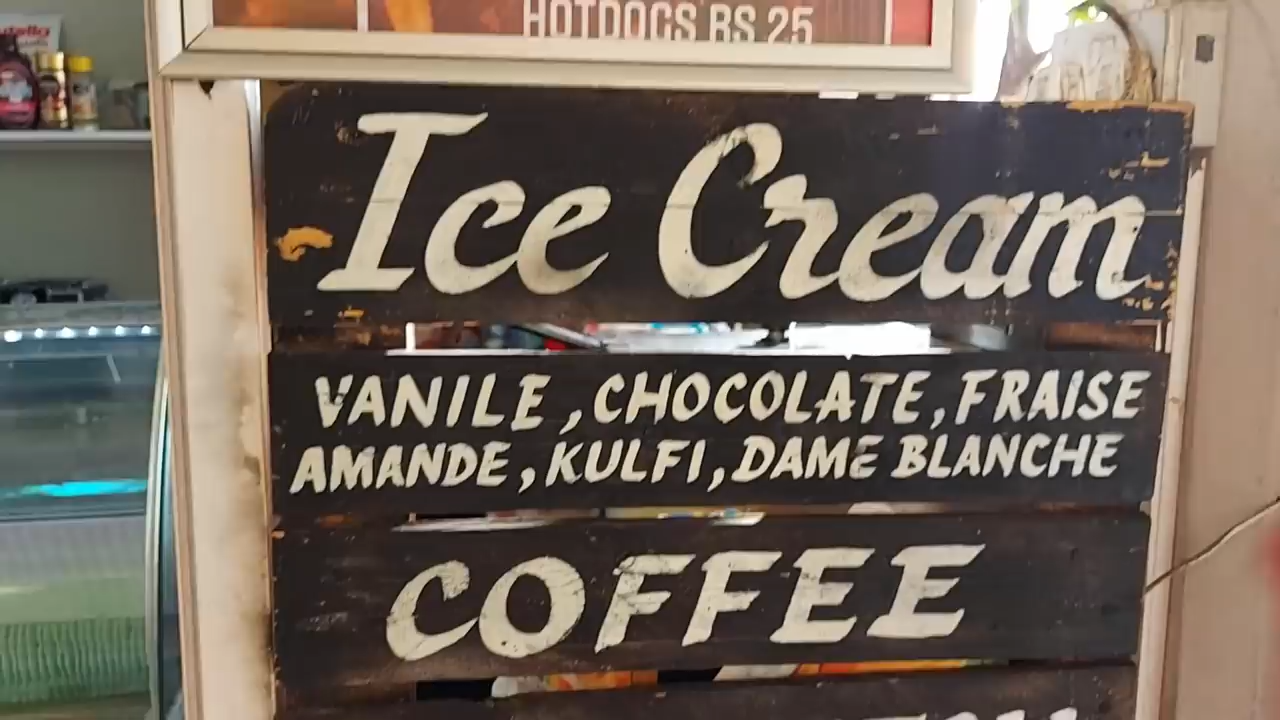 HOTDOGS RS 25
Ice Cream
VANILE, CHOCOLATE, FRAISE
AMANDE, KULFI, DAME BLANCHE
COFFEE